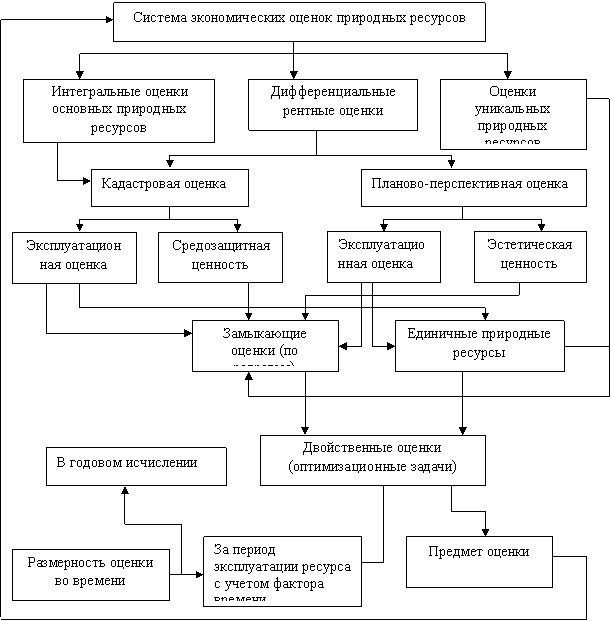 Система экономических оценок природных ресурсов
Интегральные оценки
основных природных
ресурсов
Дифференциальные
рентные оценки
Оценки
уникальных
природных
ресурсов
Кадастровая оценка
Планово-перспективная оценка
Эксплуатацион
ная оценка
Средозащитная
ценность
Эксплуатацио
нная оценка
Эстетическая
ценность
Замыкающие
оценки (по
Единичные природные
ресурсы
Двойственные оценки
(оптимизационные задачи)
В годовом исчислении
Размерность оценки
во времени
За период
эксплуатации ресурса
с учетом фактора
времени
Предмет оценки